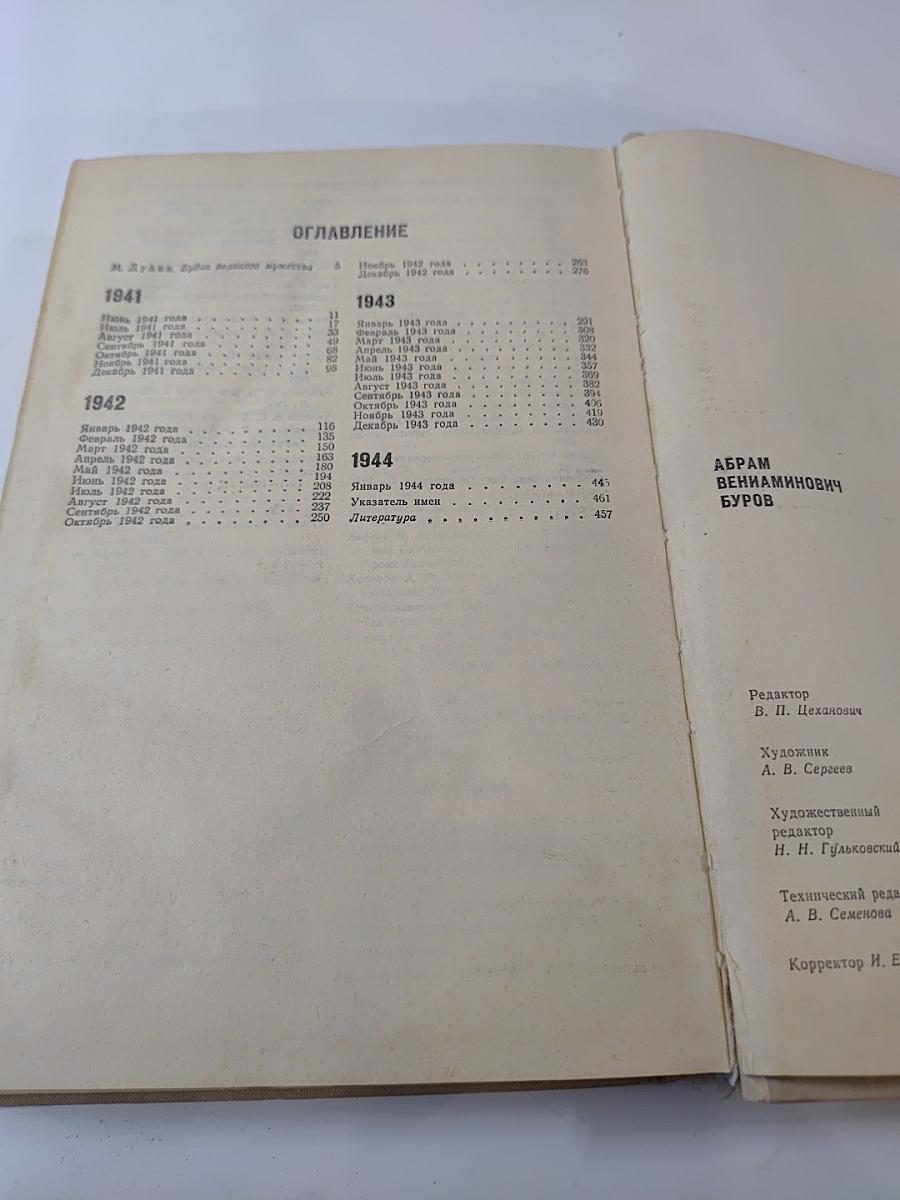 ОГЛАВЛЕНИЕ
М. Дудин. Будни великого мужества 5
1941
Июнь 1941 года . . . . . . . . 11
Июль 1941 года . . . . . . . . 17
Август 1941 года . . . . . . . . 33
Сентябрь 1941 года . . . . . . . 49
Октябрь 1941 года . . . . . . . 68
Ноябрь 1941 года . . . . . . . . 82
Декабрь 1941 года . . . . . . . . 98
1942
Январь 1942 года . . . . . . . . 116
Февраль 1942 года . . . . . . . 135
Март 1942 года . . . . . . . . 150
Апрель 1942 года . . . . . . . . 163
Май 1942 года . . . . . . . . 180
Июнь 1942 года . . . . . . . . 194
Июль 1942 года . . . . . . . . 208
Август 1942 года . . . . . . . . 222
Сентябрь 1942 года . . . . . . . 237
Октябрь 1942 года . . . . . . . 250
Ноябрь 1942 года . . . . . . . 263
Декабрь 1942 года . . . . . . . 276
1943
Январь 1943 года . . . . . . . 291
Февраль 1943 года . . . . . . . 308
Март 1943 года . . . . . . . . 320
Апрель 1943 года . . . . . . . 332
Май 1943 года . . . . . . . . 344
Июнь 1943 года . . . . . . . . 357
Июль 1943 года . . . . . . . . 369
Август 1943 года . . . . . . . 382
Сентябрь 1943 года . . . . . . . 394
Октябрь 1943 года . . . . . . . 406
Ноябрь 1943 года . . . . . . . 419
Декабрь 1943 года . . . . . . . 430
1944
Январь 1944 года . . . . . . . 445
Указатель имен . . . . . . . . . 461
Литература . . . . . . . . . . . 457
АБРАМ
ВЕНИАМИНОВИЧ
БУРОВ
Редактор
В. П. Цеханович
Художник
А. В. Сергеев
Художественный
редактор
Н. Н. Гульковский
Технический реда
А. В. Семенова
Корректор И. Е